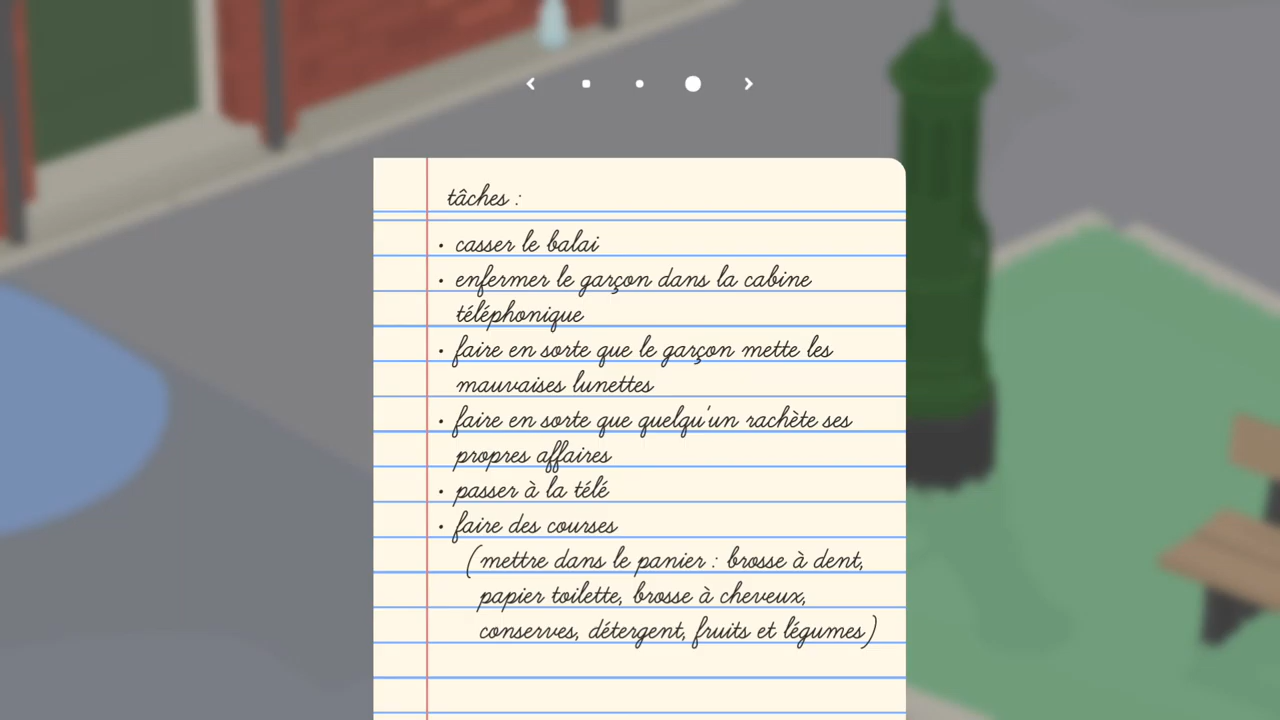 tâches :
• casser le balai
• enfermer le garçon dans la cabine
téléphonique
• faire en sorte que le garçon mette les
mauvaises lunettes
• faire en sorte que quelqu'un rachète ses
propres affaires
• passer à la télé
• faire des courses
(mettre dans le panier : brosse à dent,
papier toilette, brosse à cheveux,
conserves, détergent, fruits et légumes)